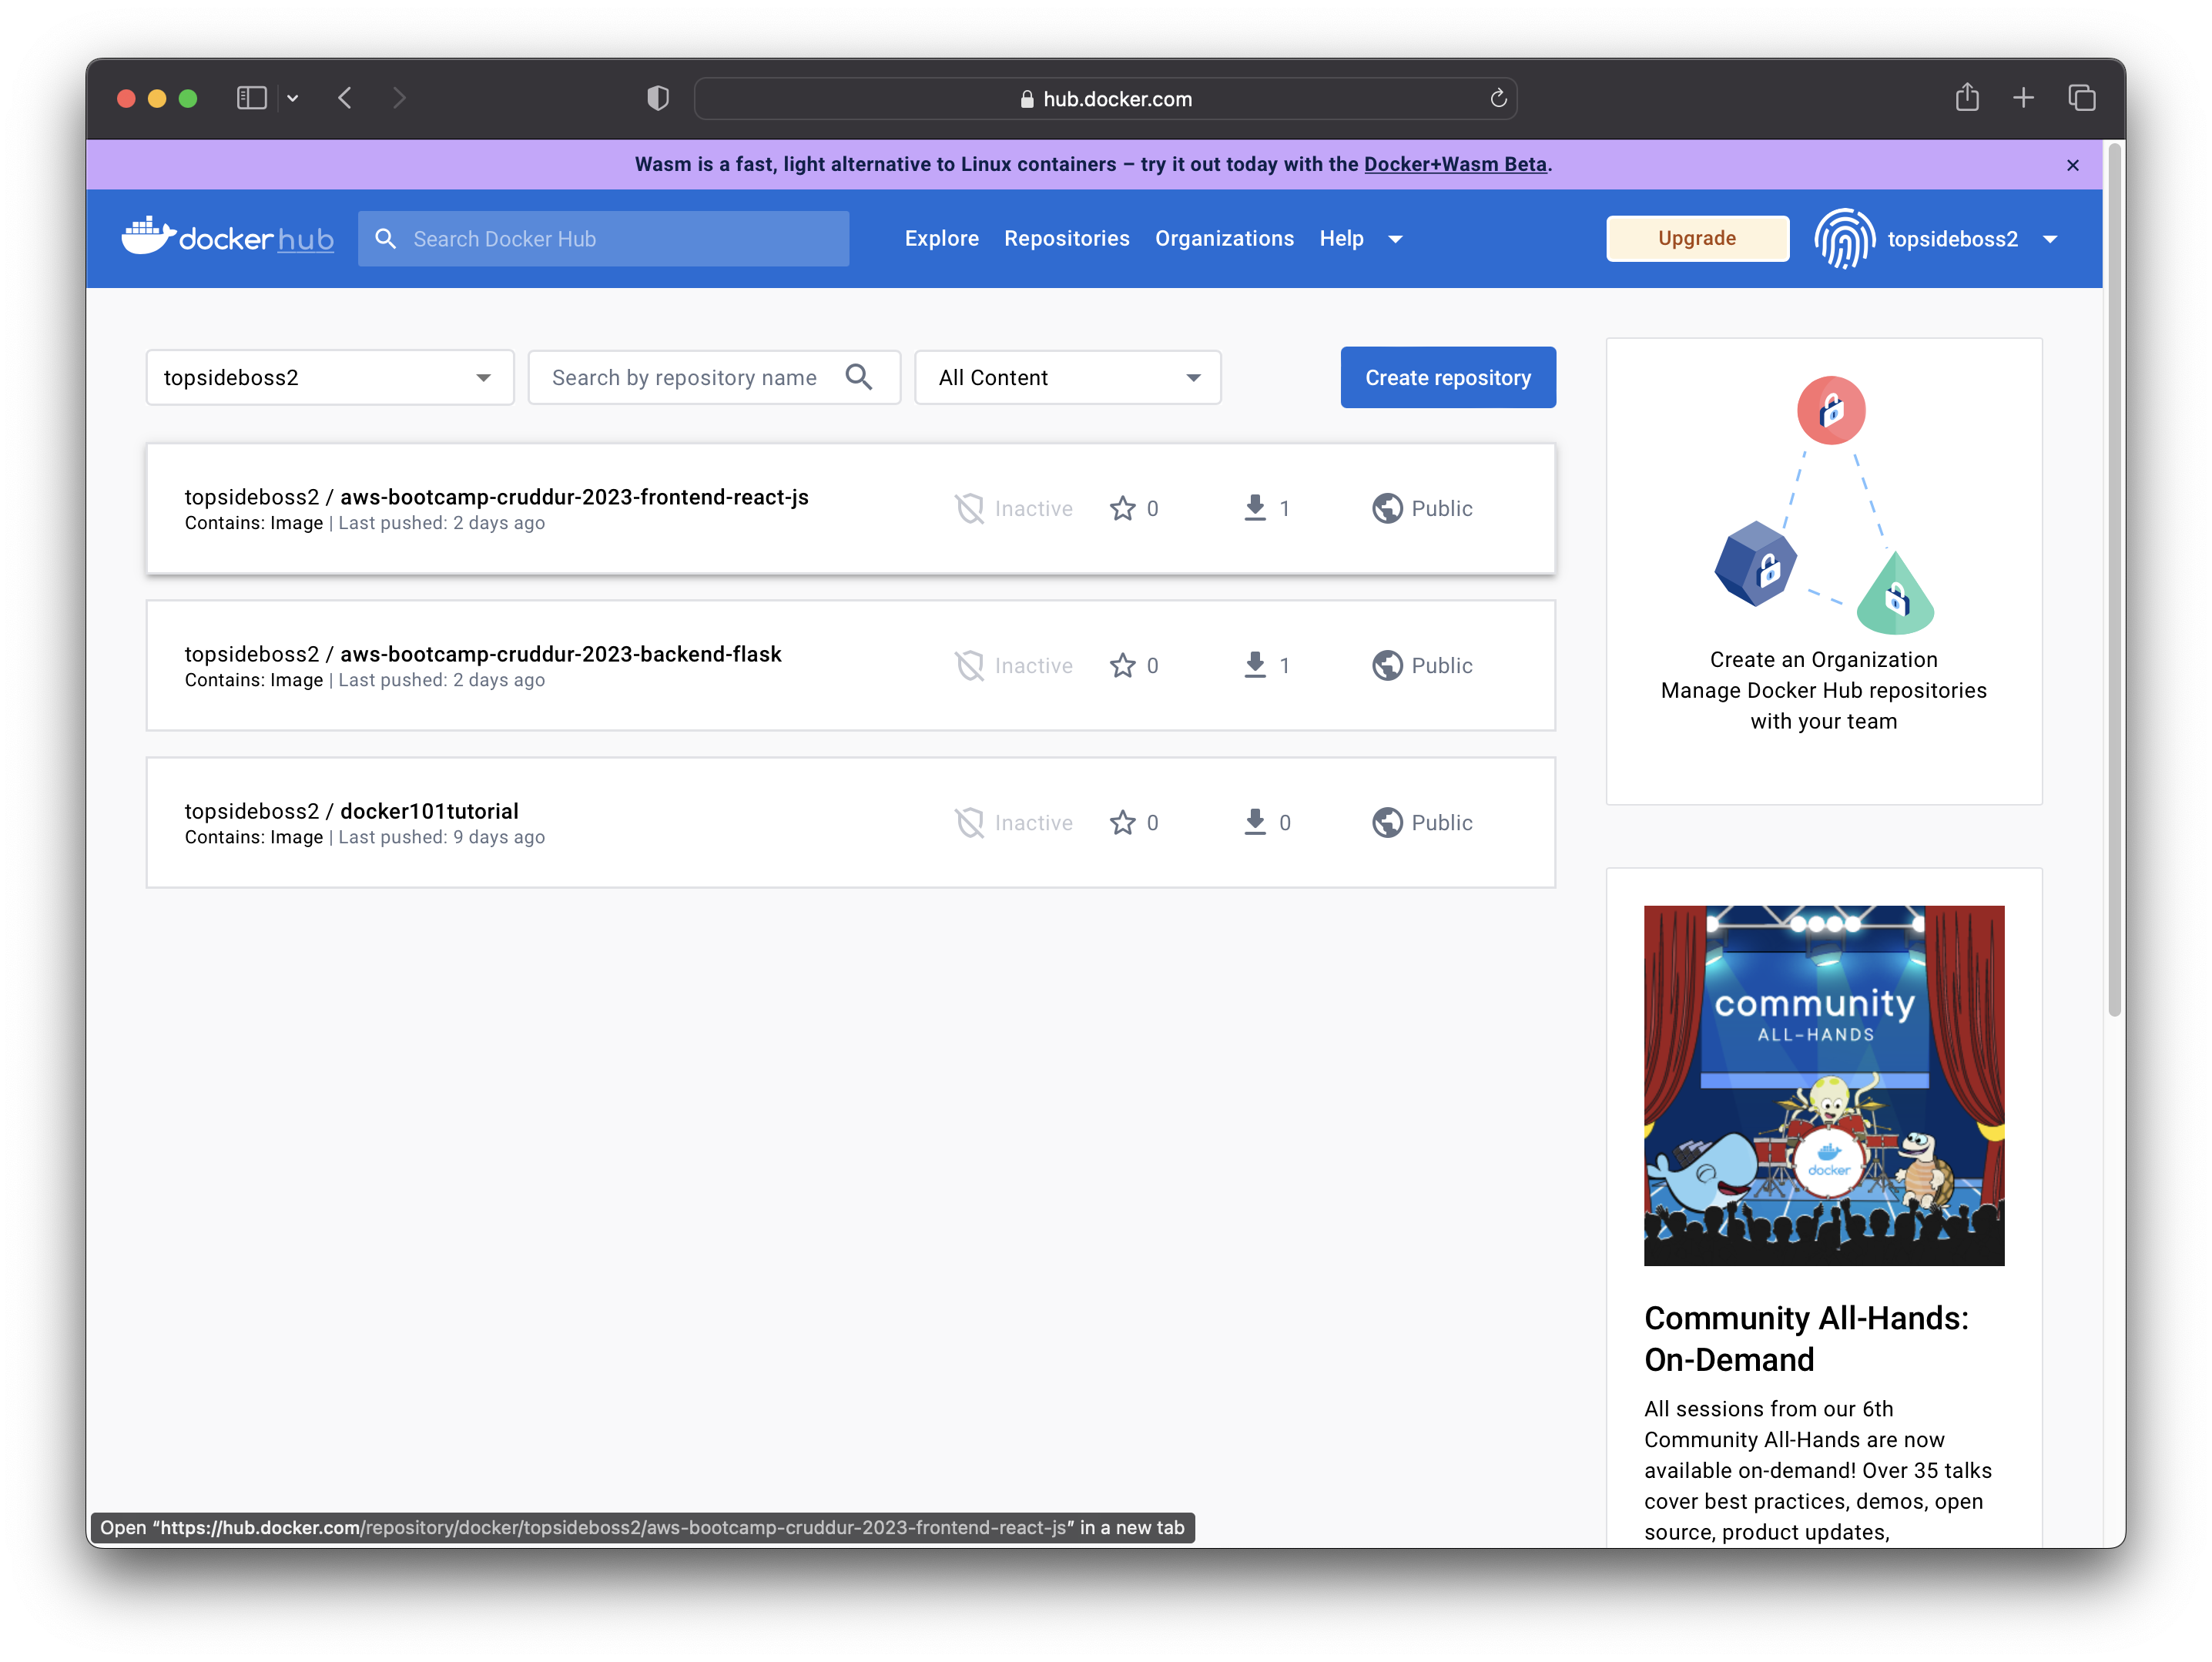 hub.docker.com
Wasm is a fast, light alternative to Linux containers – try it out today with the Docker+Wasm Beta.
docker hub
Search Docker Hub
Explore
Repositories
Organizations
Help
Upgrade
topsideboss2
topsideboss2
Search by repository name
All Content
Create repository
topsideboss2 / aws-bootcamp-cruddur-2023-frontend-react-js
Contains: Image | Last pushed: 2 days ago
Inactive
0
1
Public
topsideboss2 / aws-bootcamp-cruddur-2023-backend-flask
Contains: Image | Last pushed: 2 days ago
Inactive
0
1
Public
topsideboss2 / docker101tutorial
Contains: Image | Last pushed: 9 days ago
Inactive
0
0
Public
Create an Organization
Manage Docker Hub repositories
with your team
community
ALL-HANDS
docker
Community All-Hands:
On-Demand
All sessions from our 6th
Community All-Hands are now
available on-demand! Over 35 talks
cover best practices, demos, open
source, product updates,
Open “https://hub.docker.com/repository/docker/topsideboss2/aws-bootcamp-cruddur-2023-frontend-react-js” in a new tab